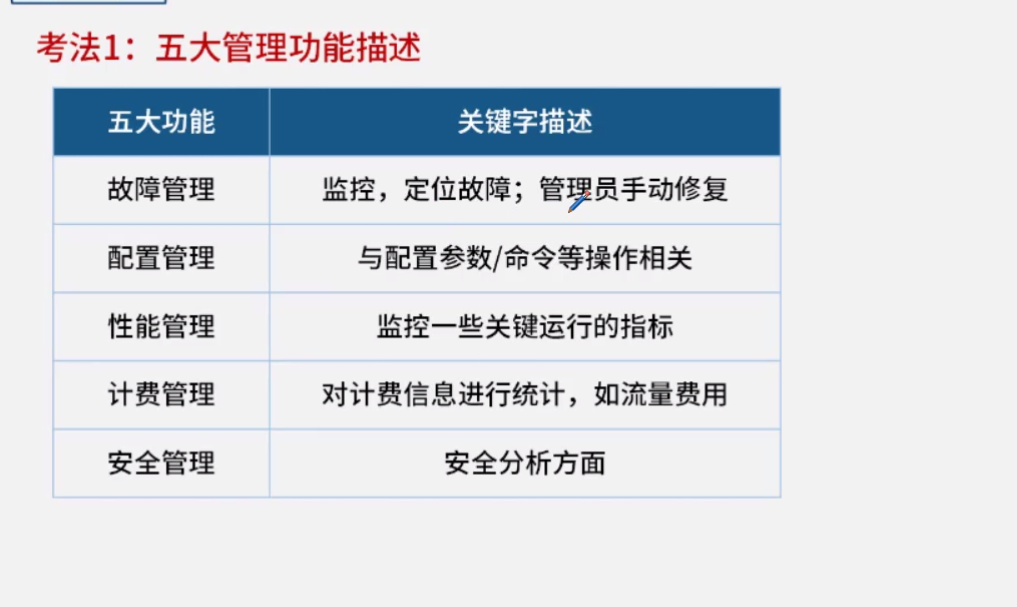 考法1：五大管理功能描述
五大功能 关键字描述
故障管理 监控，定位故障；管理员手动修复
配置管理 与配置参数/命令等操作相关
性能管理 监控一些关键运行的指标
计费管理 对计费信息进行统计，如流量费用
安全管理 安全分析方面